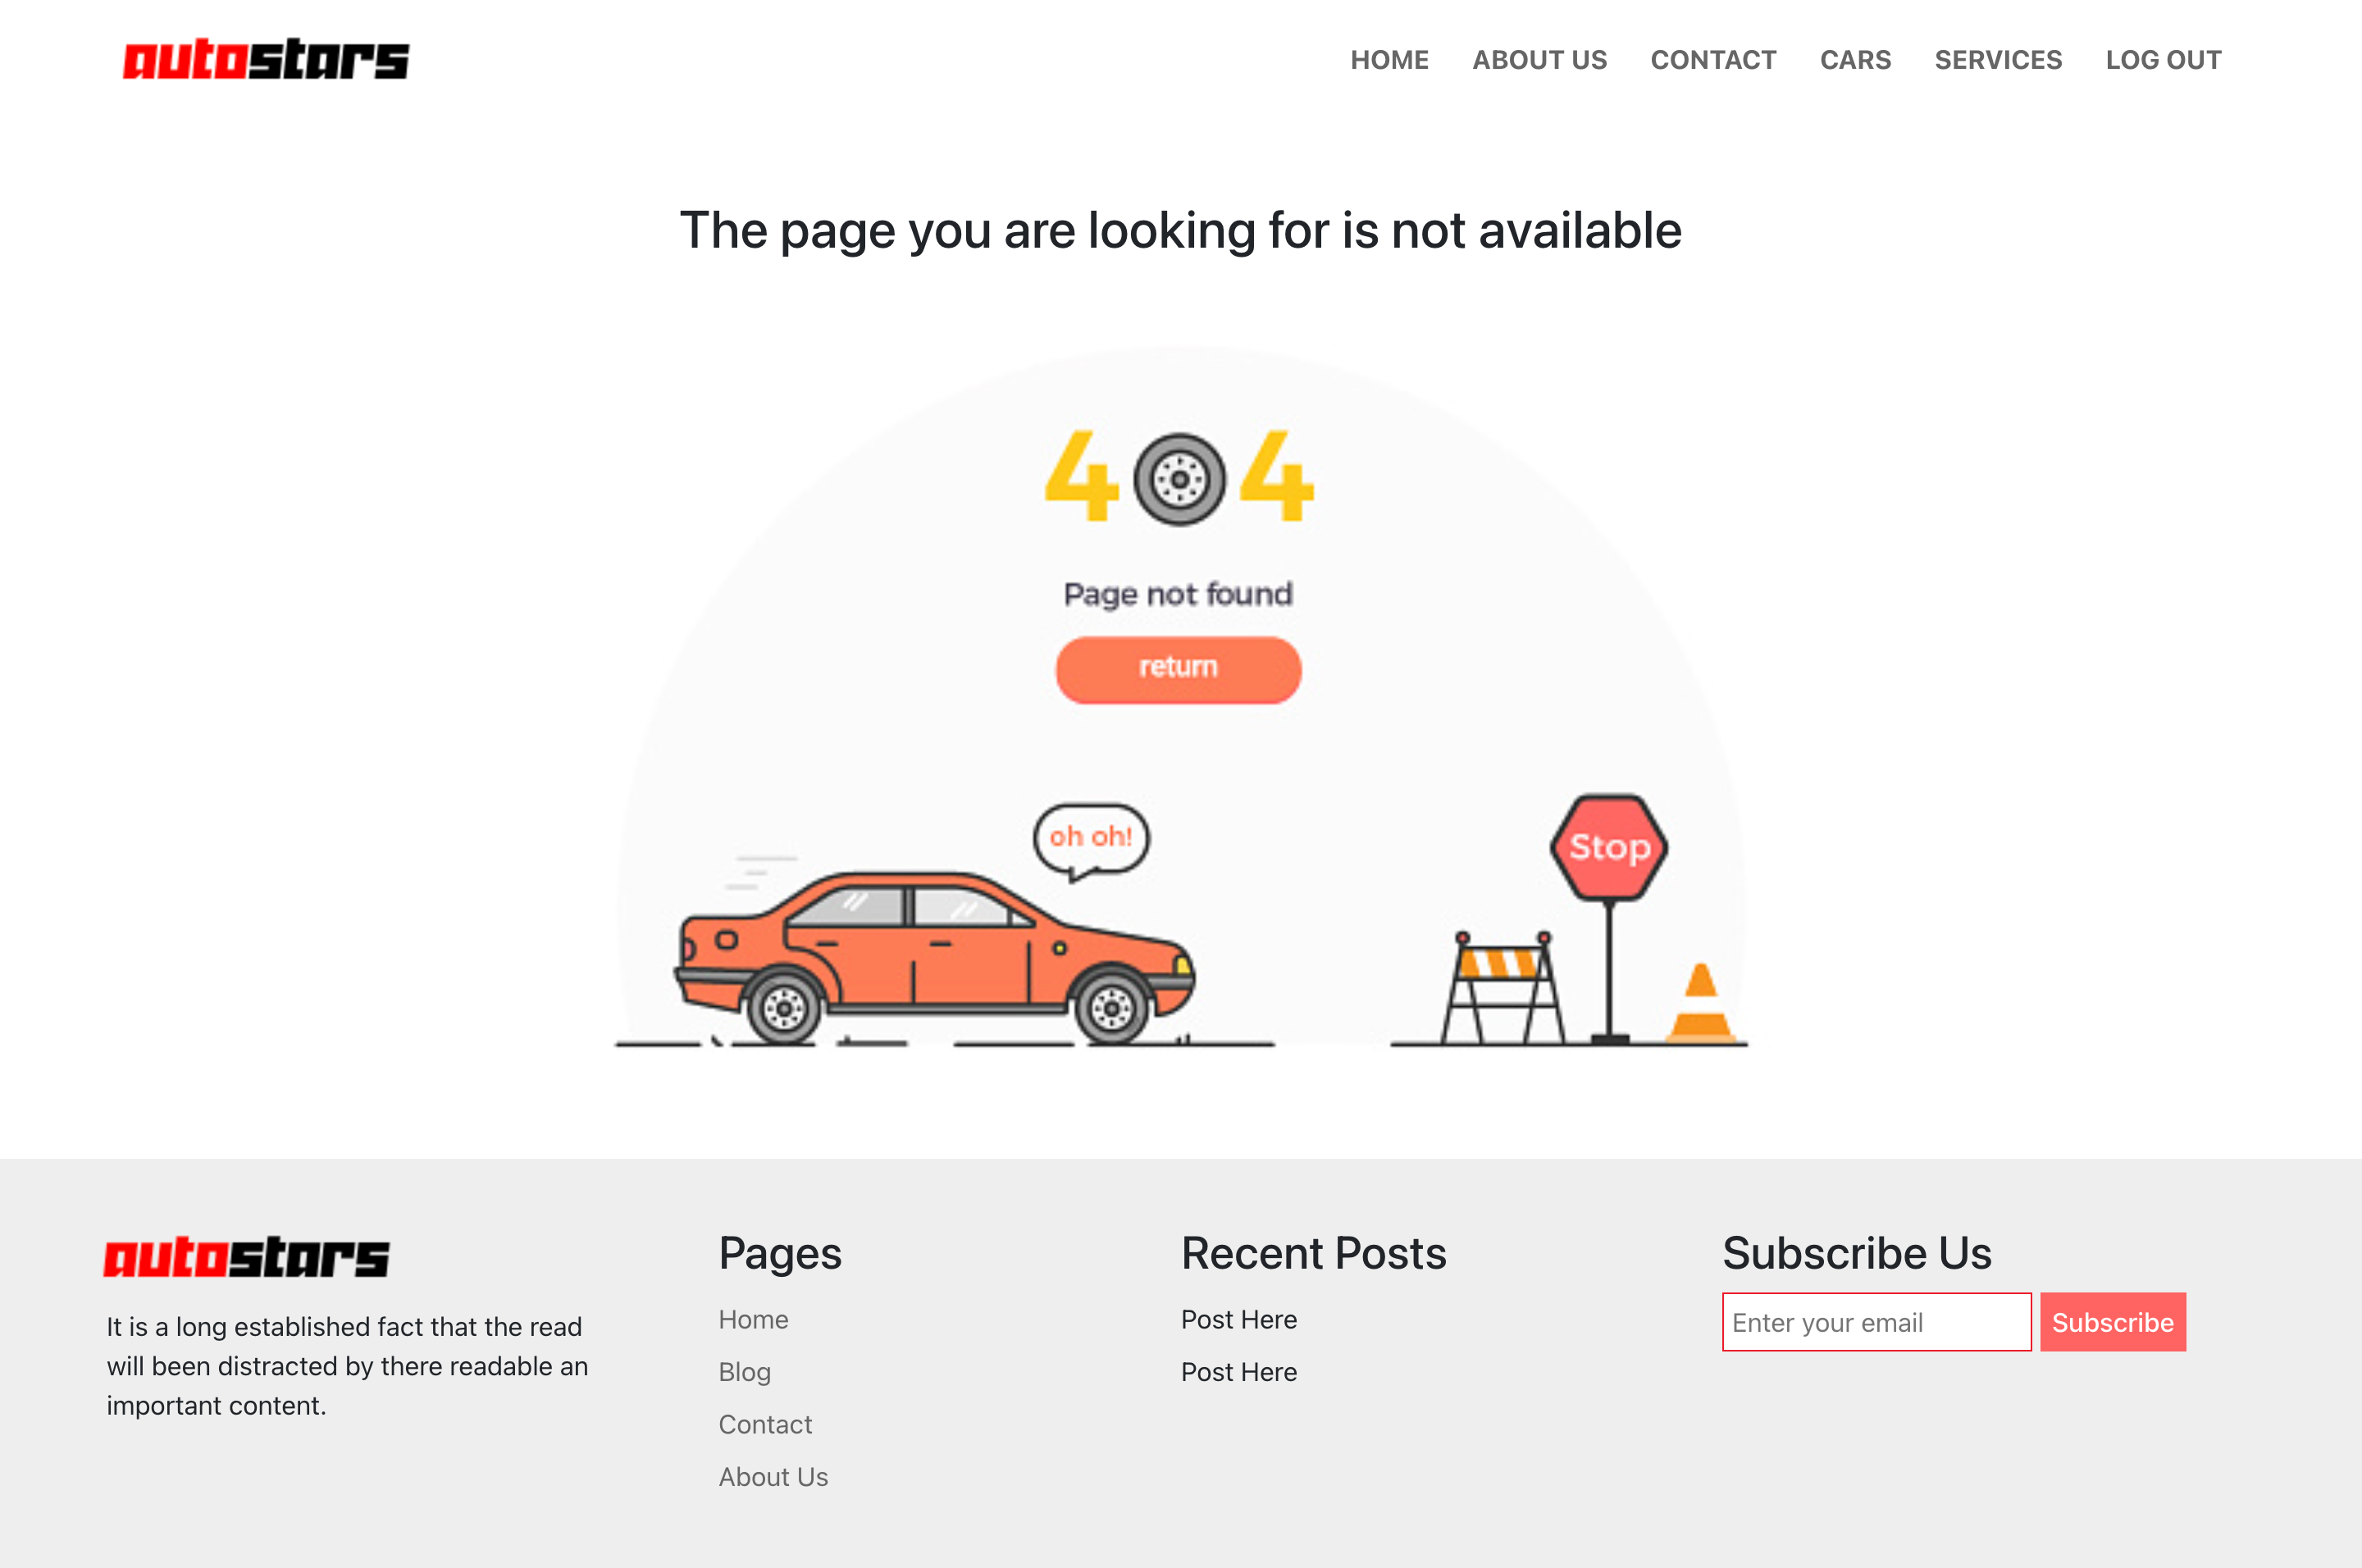 autostars
HOME ABOUT US CONTACT CARS SERVICES LOG OUT
The page you are looking for is not available
404
Page not found
return
oh oh!
Stop
autostars
It is a long established fact that the read
will been distracted by there readable an
important content.
Pages
Home
Blog
Contact
About Us
Recent Posts
Post Here
Post Here
Subscribe Us
Enter your email Subscribe